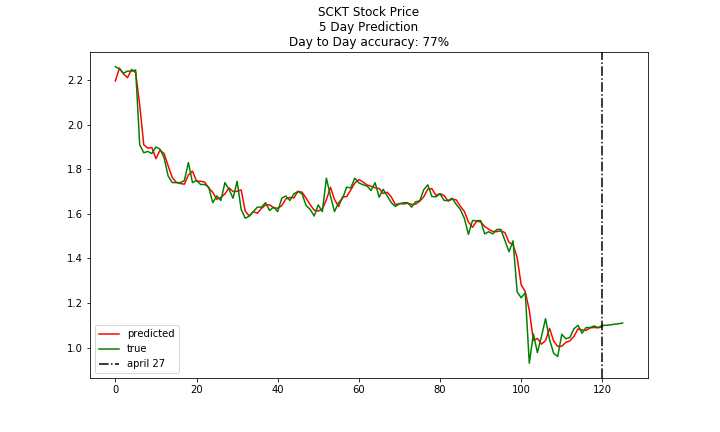 SCKT Stock Price
5 Day Prediction
Day to Day accuracy: 77%
2.2
2.0
1.8
1.6
1.4
1.2
1.0
predicted
true
april 27
0
20
40
60
80
100
120